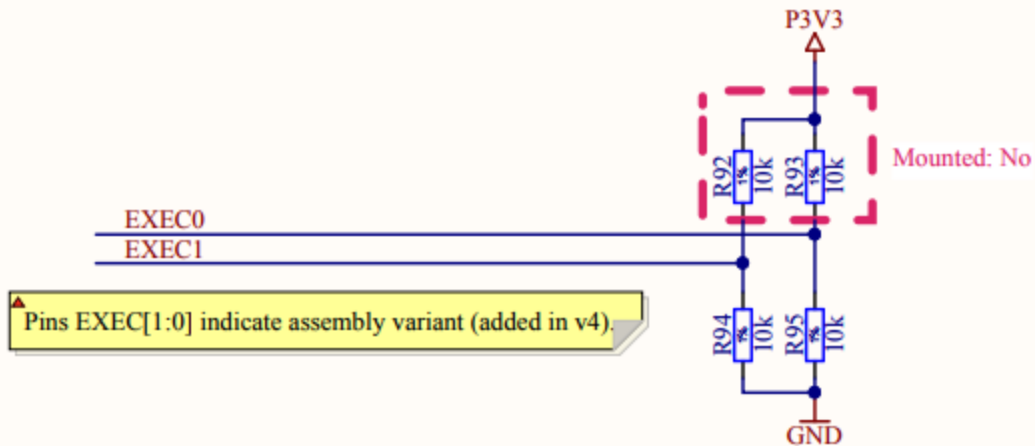 P3V3
R92
1%
10k
R93
1%
10k
Mounted: No
EXEC0
EXEC1
Pins EXEC[1:0] indicate assembly variant (added in v4).
R94
1%
10k
R95
1%
10k
GND